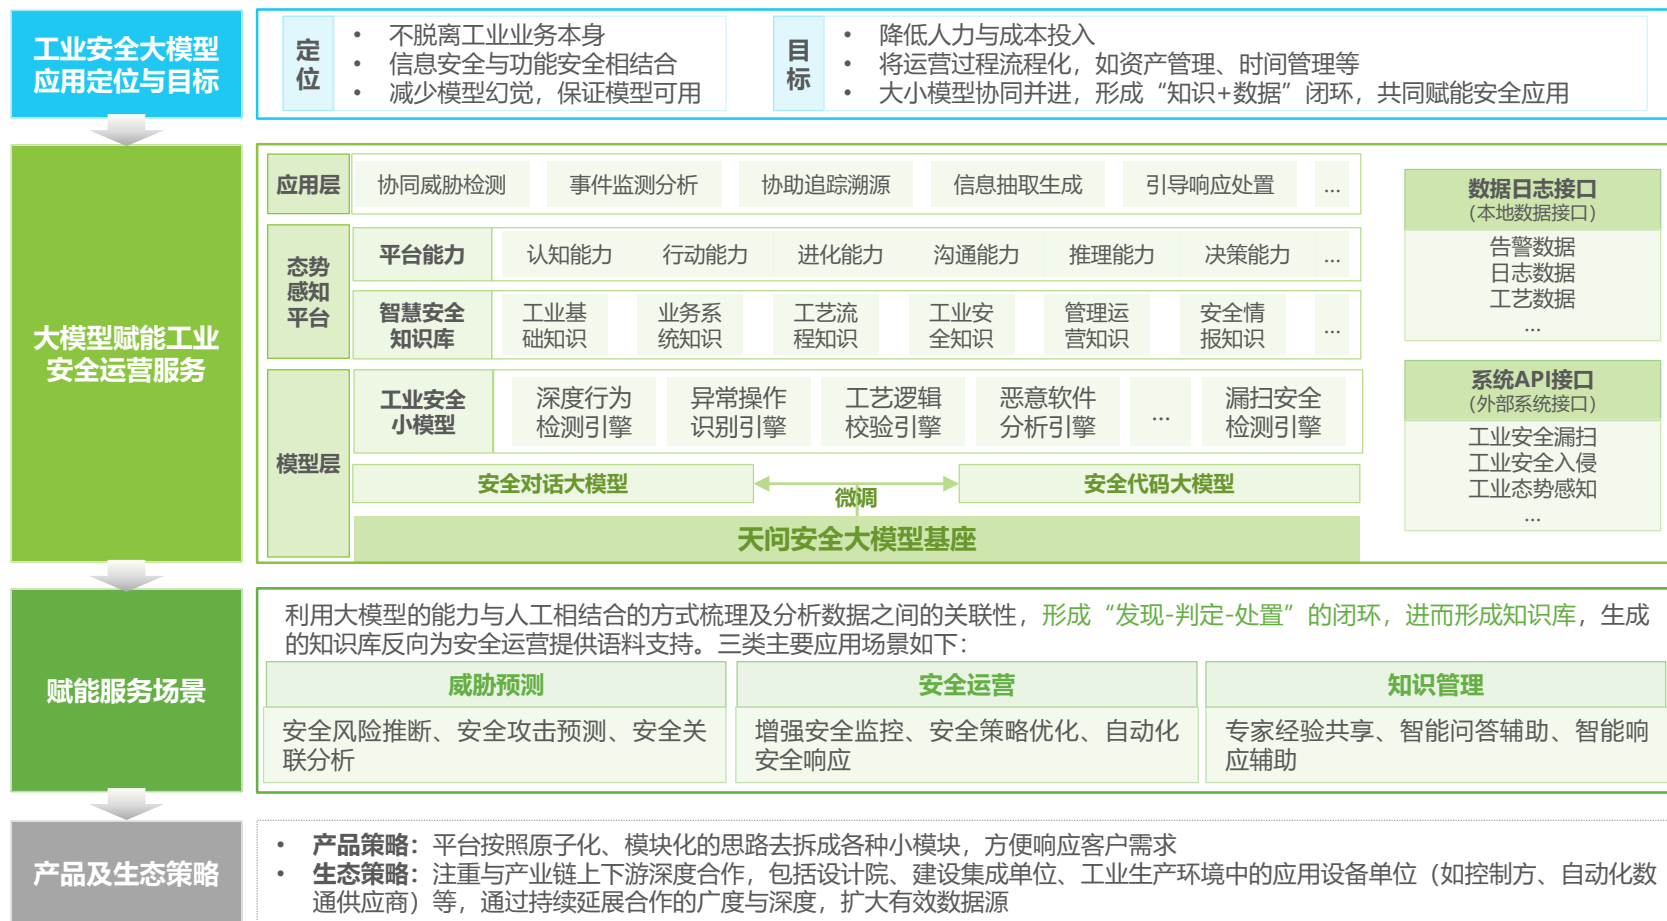 工业安全大模型
应用定位与目标
定
位
• 不脱离工业业务本身
• 信息安全与功能安全相结合
• 减少模型幻觉，保证模型可用
目
标
• 降低人力与成本投入
• 将运营过程流程化，如资产管理、时间管理等
• 大小模型协同并进，形成“知识+数据”闭环，共同赋能安全应用
大模型赋能工业
安全运营服务
应用层
协同威胁检测
事件监测分析
协助追踪溯源
信息抽取生成
引导响应处置
...
态势
感知
平台
平台能力
认知能力
行动能力
进化能力
沟通能力
推理能力
决策能力
...
智慧安全
知识库
工业基
础知识
业务系
统知识
工艺流
程知识
工业安
全知识
管理运
营知识
安全情
报知识
...
模型层
工业安全
小模型
深度行为
检测引擎
异常操作
识别引擎
工艺逻辑
校验引擎
恶意软件
分析引擎
...
漏扫安全
检测引擎
安全对话大模型
微调
安全代码大模型
天问安全大模型基座
数据日志接口
（本地数据接口）
告警数据
日志数据
工艺数据
...
系统API接口
（外部系统接口）
工业安全漏扫
工业安全入侵
工业态势感知
...
赋能服务场景
利用大模型的能力与人工相结合的方式梳理及分析数据之间的关联性，形成“发现-判定-处置”的闭环，进而形成知识库，生成
的知识库反向为安全运营提供语料支持。三类主要应用场景如下：
威胁预测
安全风险推断、安全攻击预测、安全关
联分析
安全运营
增强安全监控、安全策略优化、自动化
安全响应
知识管理
专家经验共享、智能问答辅助、智能响
应辅助
产品及生态策略
• 产品策略：平台按照原子化、模块化的思路去拆成各种小模块，方便响应客户需求
• 生态策略：注重与产业链上下游深度合作，包括设计院、建设集成单位、工业生产环境中的应用设备单位（如控制方、自动化数
通供应商）等，通过持续延展合作的广度与深度，扩大有效数据源